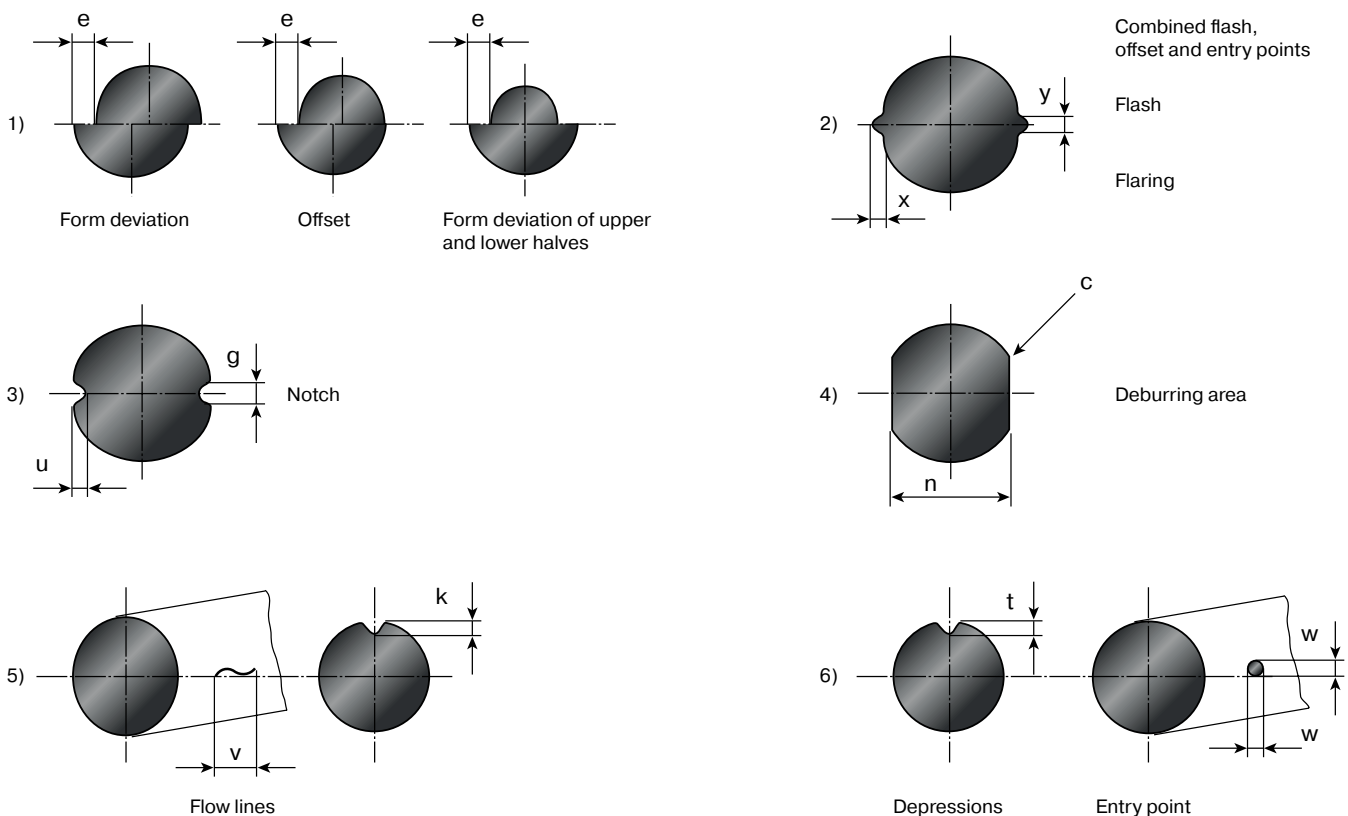 e
e
e
1)
Form deviation
Offset
Form deviation of upper
and lower halves
2)
y
x
Combined flash,
offset and entry points
Flash
Flaring
3)
g
u
Notch
4)
c
n
Deburring area
5)
k
v
Flow lines
6)
t
w
w
Depressions
Entry point